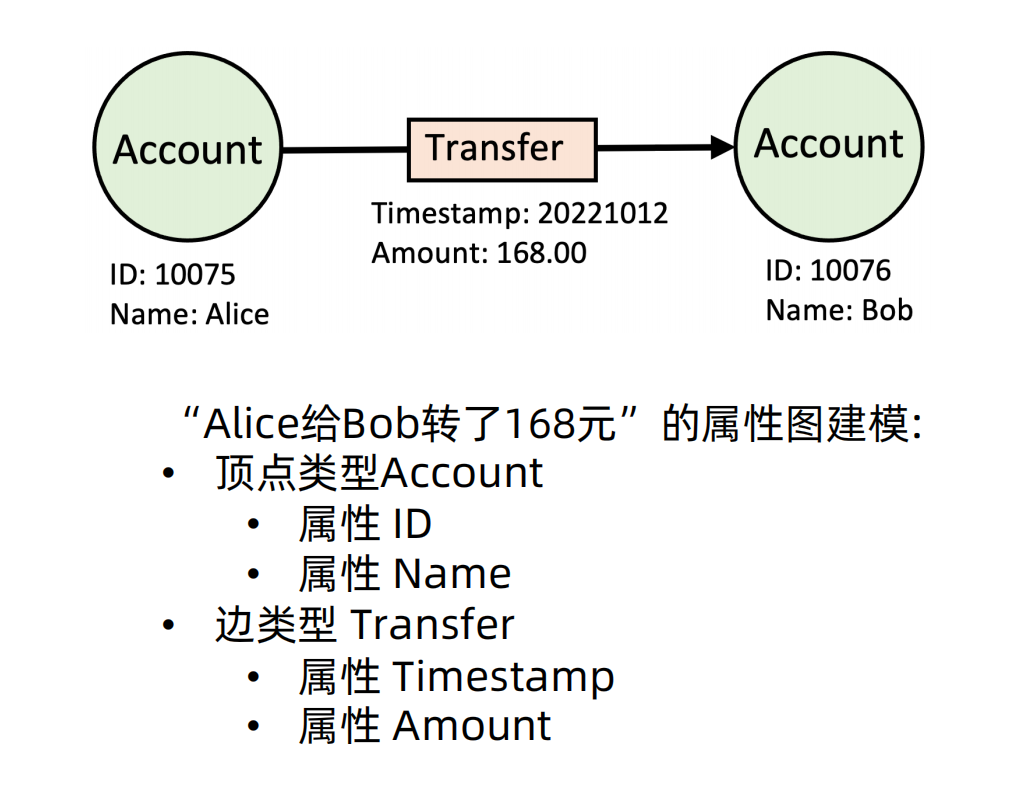 Account
Transfer
Account
Timestamp: 20221012
Amount: 168.00
ID: 10075
Name: Alice
ID: 10076
Name: Bob
“Alice给Bob转了168元”的属性图建模:
• 顶点类型Account
• 属性 ID
• 属性 Name
• 边类型 Transfer
• 属性 Timestamp
• 属性 Amount